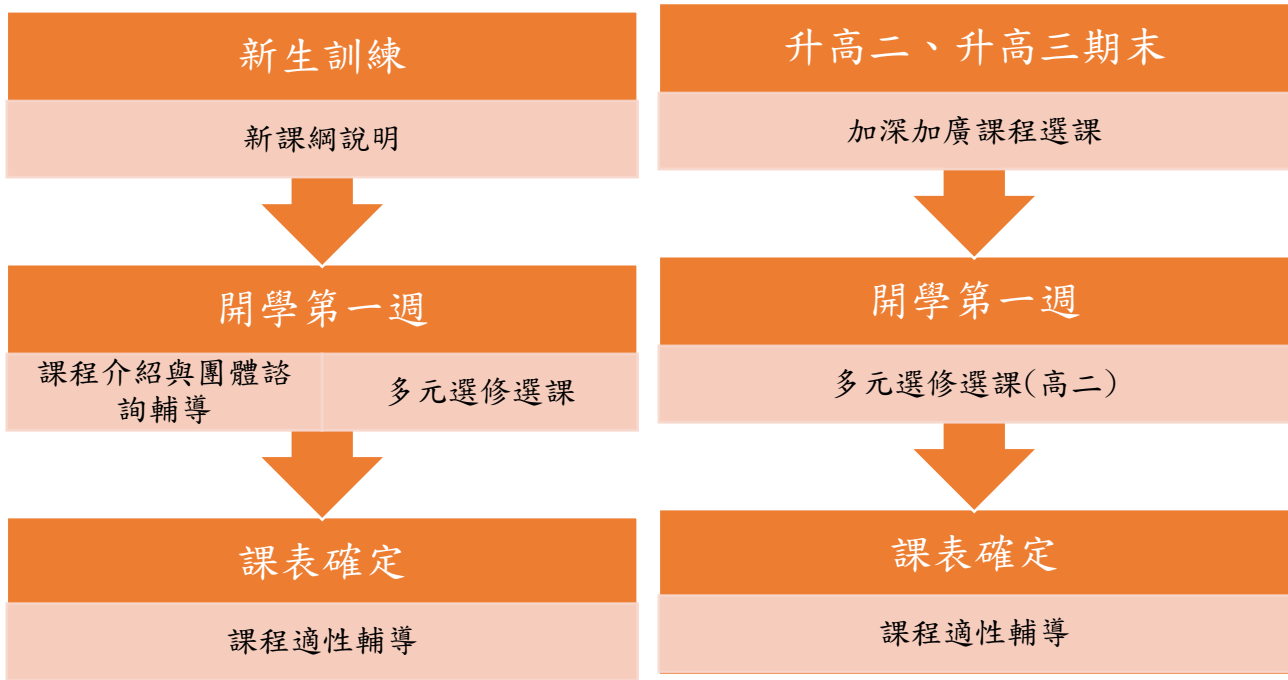 新生訓練
新課綱說明
開學第一週
課程介紹與團體諮
詢輔導
多元選修選課
課表確定
課程適性輔導
升高二、升高三期末
加深加廣課程選課
開學第一週
多元選修選課(高二)
課表確定
課程適性輔導